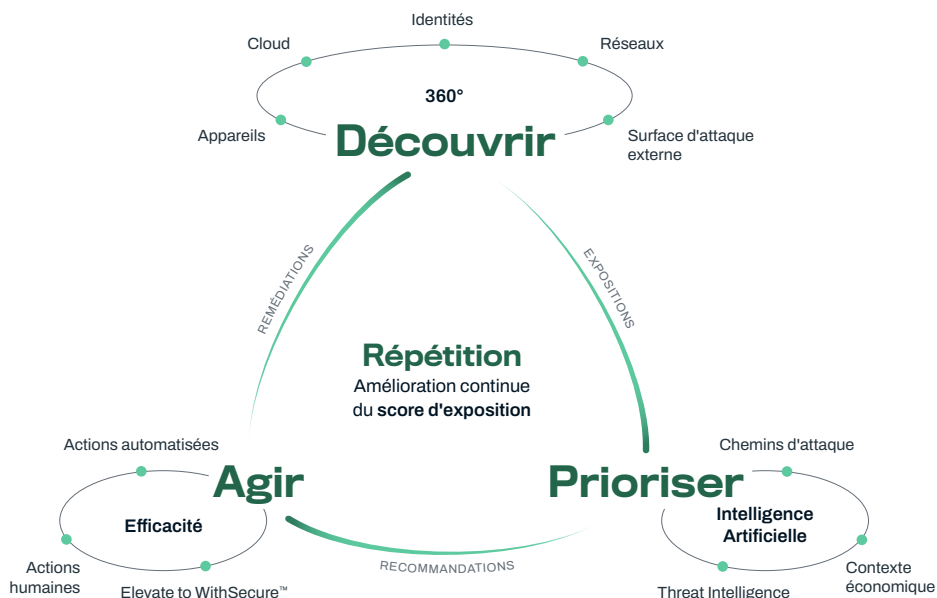 Identités
Cloud
Réseaux
360°
Appareils
Découvrir
Surface d'attaque
externe
REMÉDIATIONS
EXPOSITIONS
Répétition
Amélioration continue
du score d'exposition
Actions automatisées
Chemins d'attaque
Agir
Prioriser
Efficacité
Intelligence
Artificielle
Actions
humaines
Elevate to WithSecure™
RECOMMANDATIONS
Threat Intelligence
Contexte
économique